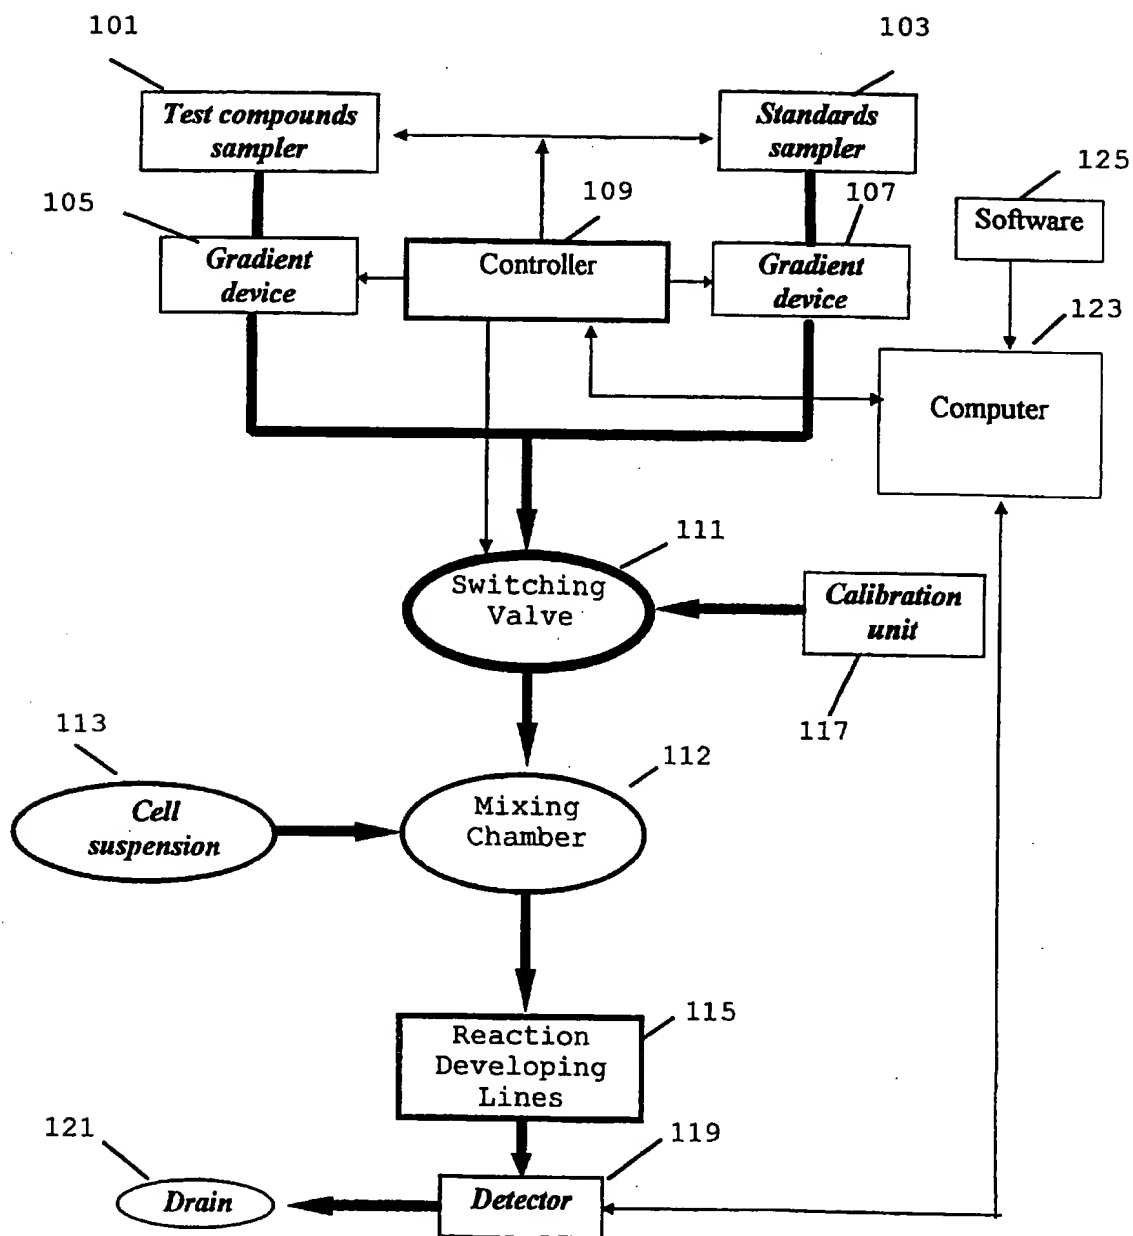 101
103
Test compounds
sampler
Standards
sampler
125
105
109
107
Software
Gradient
device
Controller
Gradient
device
123
Computer
111
Switching
Valve
Calibration
unit
117
113
112
Cell
suspension
Mixing
Chamber
115
Reaction
Developing
Lines
121
119
Drain
Detector